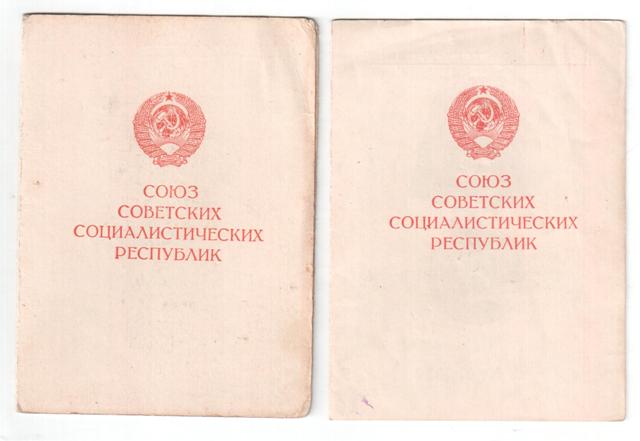 СОЮЗ
СОВЕТСКИХ
СОЦИАЛИСТИЧЕСКИХ
РЕСПУБЛИК
СОЮЗ
СОВЕТСКИХ
СОЦИАЛИСТИЧЕСКИХ
РЕСПУБЛИК